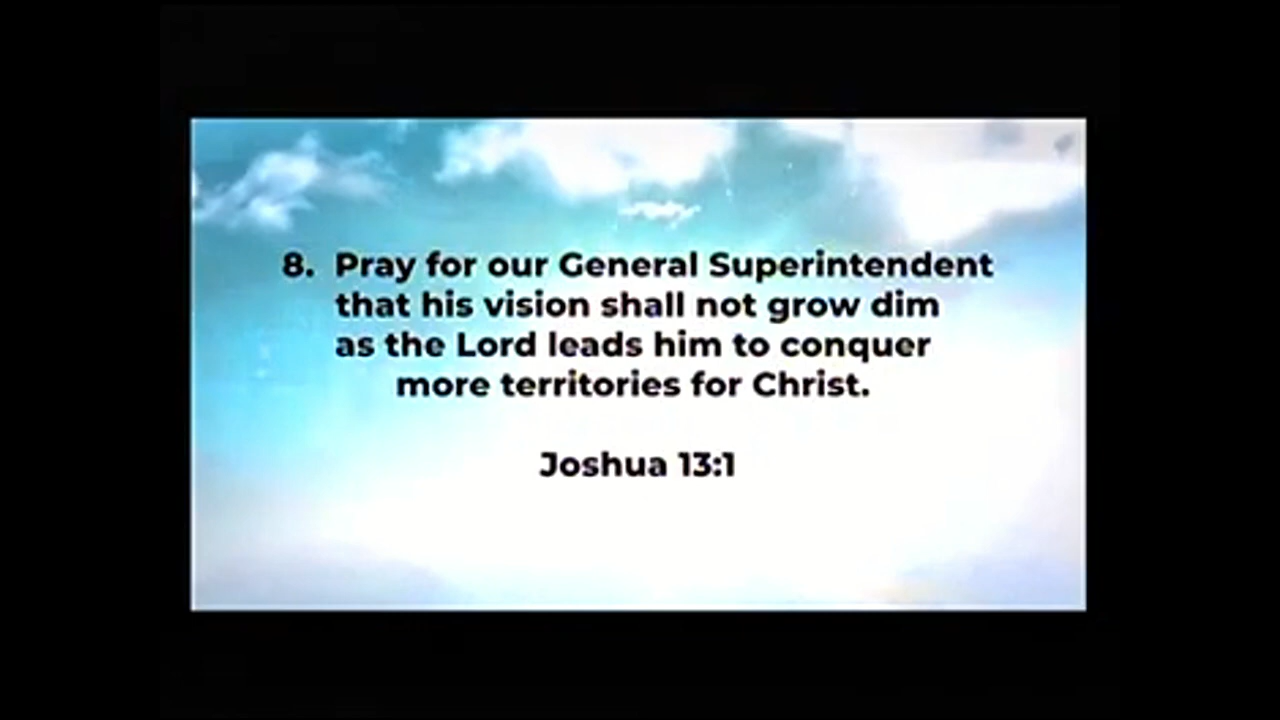 8. Pray for our General Superintendent
that his vision shall not grow dim
as the Lord leads him to conquer
more territories for Christ.
Joshua 13:1